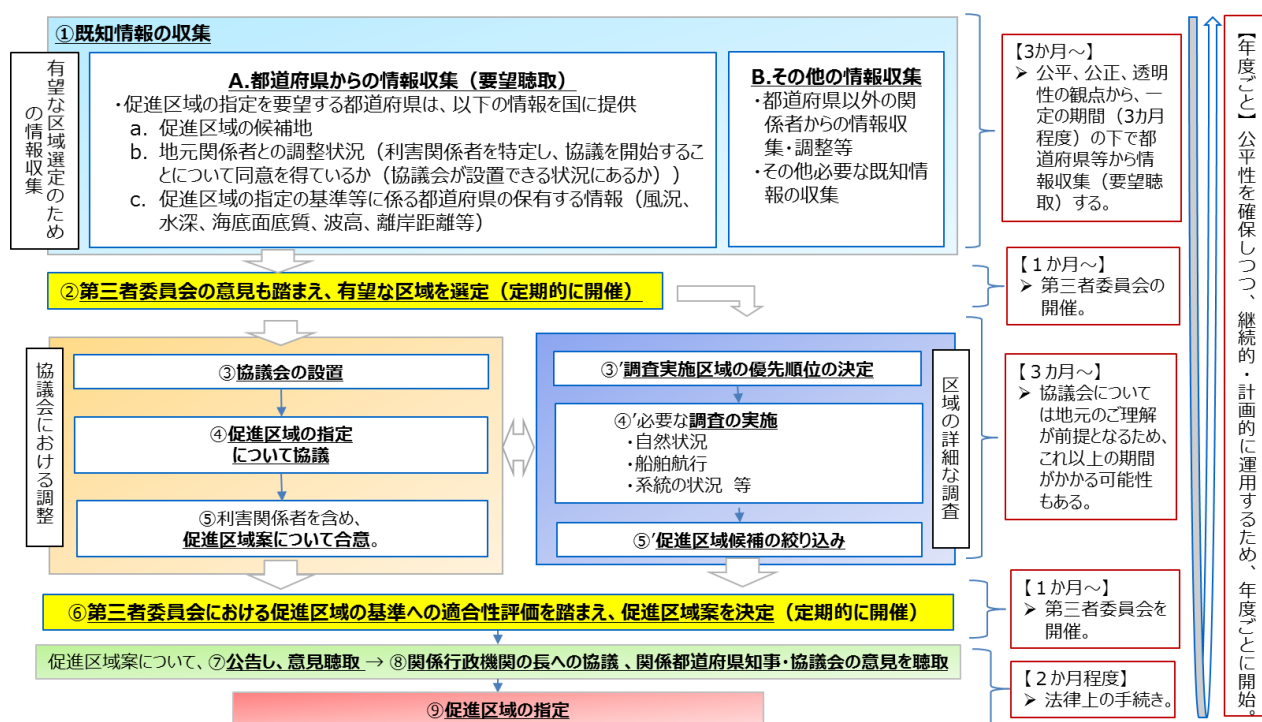 ①既知情報の収集
有望な区域選定のため
の情報収集
A.都道府県からの情報収集（要望聴取）
・促進区域の指定を要望する都道府県は、以下の情報を国に提供
a. 促進区域の候補地
b. 地元関係者との調整状況（利害関係者を特定し、協議を開始するこ
とについて同意を得ているか（協議会が設置できる状況にあるか））
c. 促進区域の指定の基準等に係る都道府県の保有する情報（風況、
水深、海底面底質、波高、離岸距離等）
B.その他の情報収集
・都道府県以外の関
係者からの情報収
集・調整等
・その他必要な既知情
報の収集
【3か月～】
➢ 公平、公正、透明
性の観点から、一
定の期間（3カ月
程度）の下で都
道府県等から情
報収集（要望聴
取）する。
②第三者委員会の意見も踏まえ、有望な区域を選定（定期的に開催）
【１か月～】
➢ 第三者委員会の
開催。
協議会における調整
③協議会の設置
④促進区域の指定
について協議
⑤利害関係者を含め、
促進区域案について合意。
③’調査実施区域の優先順位の決定
④’必要な調査の実施
・自然状況
・船舶航行
・系統の状況 等
⑤’促進区域候補の絞り込み
区域の詳細な調査
【３カ月～】
➢ 協議会について
は地元のご理解
が前提となるため、
これ以上の期間
がかかる可能性
もある。
⑥第三者委員会における促進区域の基準への適合性評価を踏まえ、促進区域案を決定（定期的に開催）
【１か月～】
➢ 第三者委員会を
開催。
促進区域案について、⑦公告し、意見聴取 → ⑧関係行政機関の長への協議 、関係都道府県知事・協議会の意見を聴取
⑨促進区域の指定
【２か月程度】
➢ 法律上の手続き。
【年度ごと】公平性を確保しつつ、継続的・計画的に運用するため、年度ごとに開始。